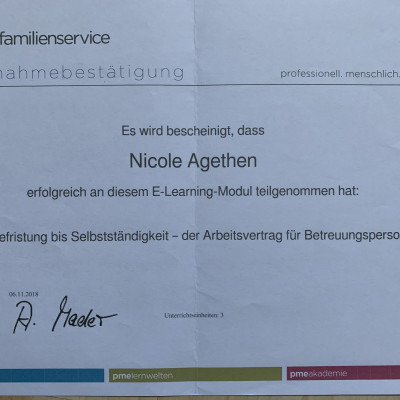 familienservice
nahmebestätigung
professionell. menschlich.
Es wird bescheinigt, dass
Nicole Agethen
erfolgreich an diesem E-Learning-Modul teilgenommen hat:
efristung bis Selbstständigkeit – der Arbeitsvertrag für Betreuungsperso
06.11.2018
A. Mader
Unterrichtseinheiten: 3
pmelernwelten
pmeakademie